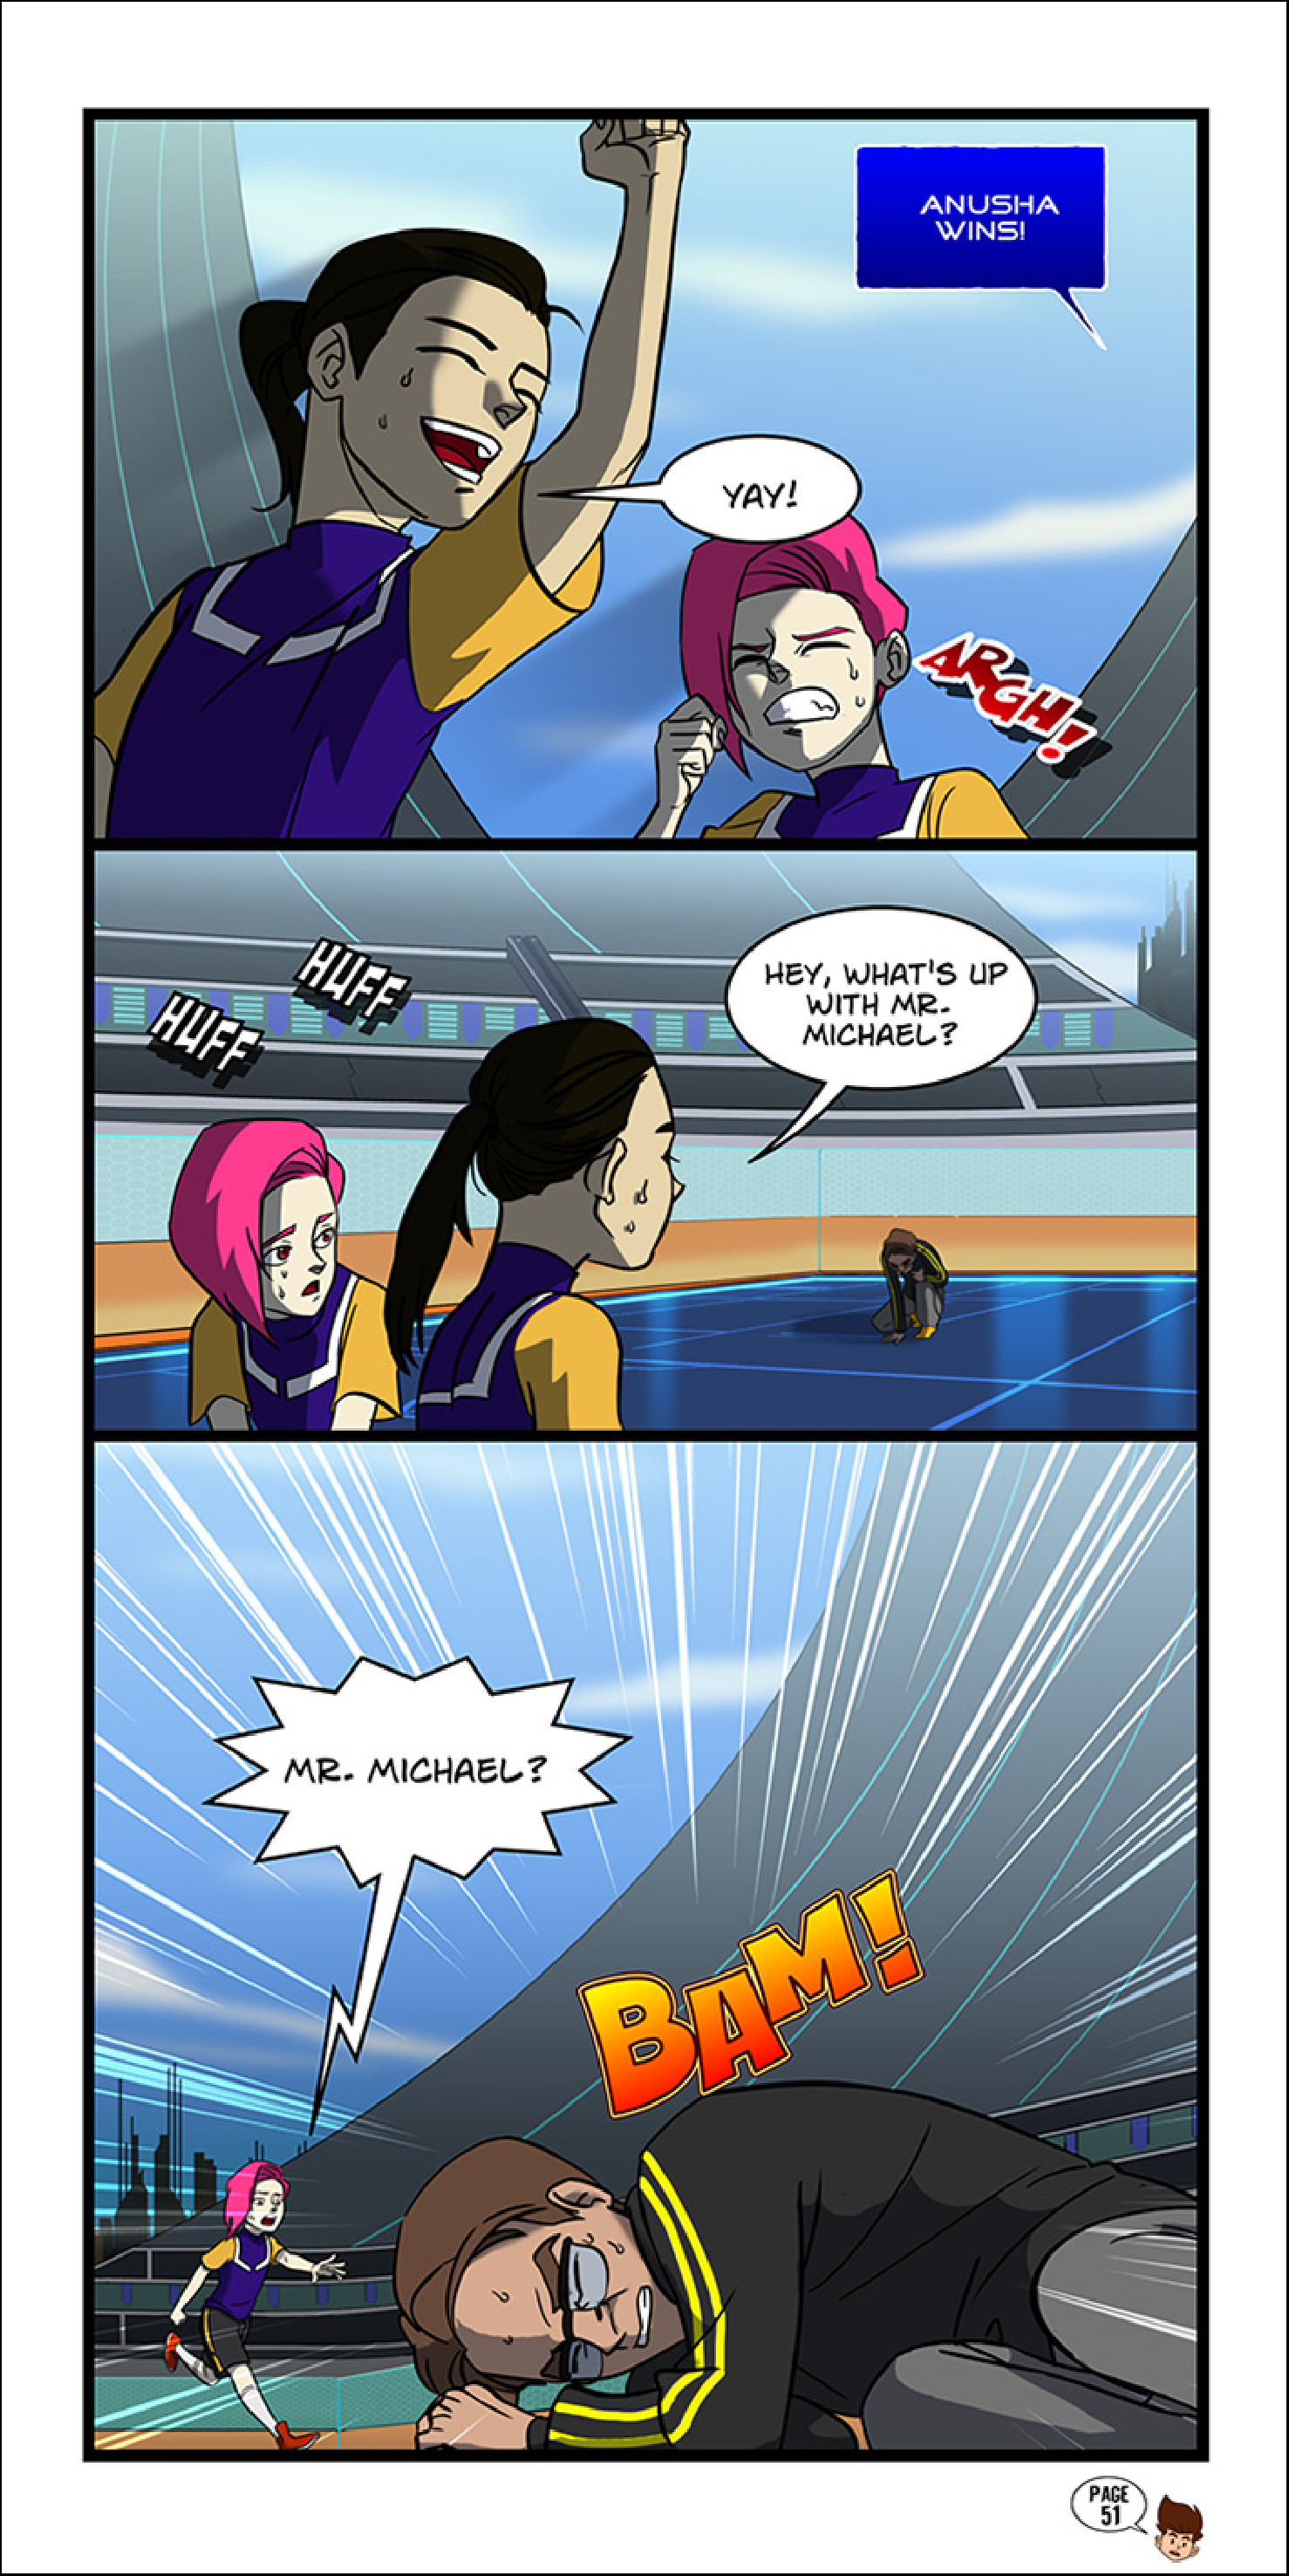 ANUSHA
WINS!
YAY!
ARGH!
HUFF
HUFF
HEY, WHAT'S UP
WITH MR.
MICHAEL?
MR. MICHAEL?
BAM!
PAGE
51